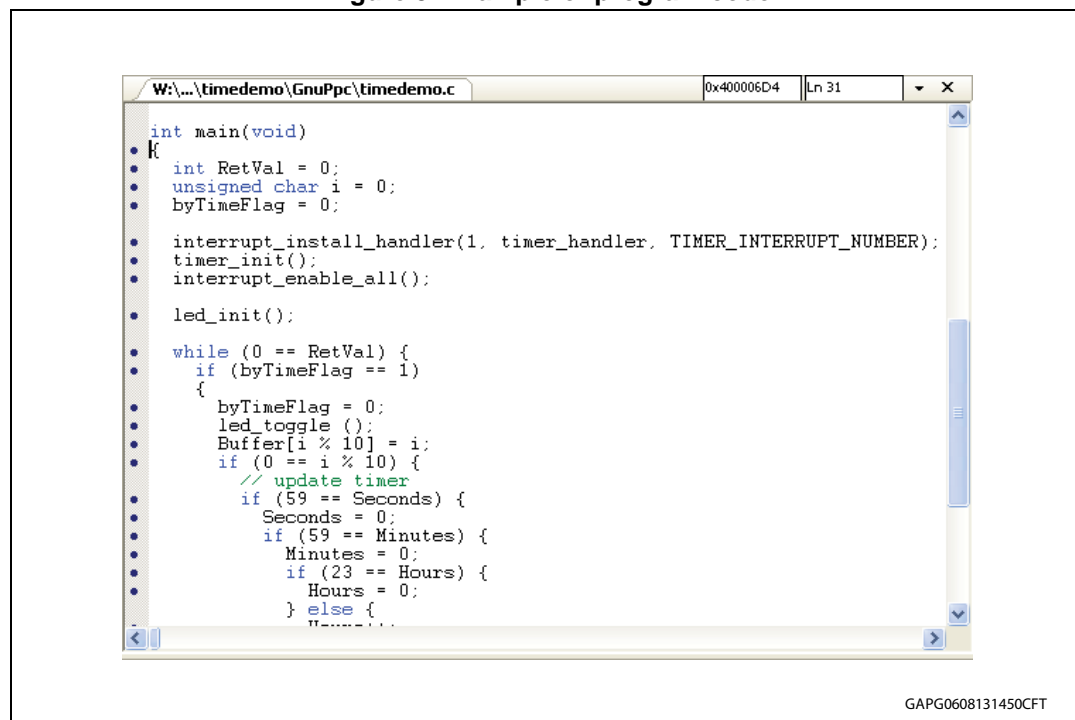 W:\...\timedemo\GnuPpc\timedemo.c 0x400006D4 Ln 31
int main(void)
{
int RetVal = 0;
unsigned char i = 0;
byTimeFlag = 0;
interrupt_install_handler(1, timer_handler, TIMER_INTERRUPT_NUMBER);
timer_init();
interrupt_enable_all();
led_init();
while (0 == RetVal) {
if (byTimeFlag == 1)
{
byTimeFlag = 0;
led_toggle ();
Buffer[i % 10] = i;
if (0 == i % 10) {
// update timer
if (59 == Seconds) {
Seconds = 0;
if (59 == Minutes) {
Minutes = 0;
if (23 == Hours) {
Hours = 0;
} else {
GAPG0608131450CFT